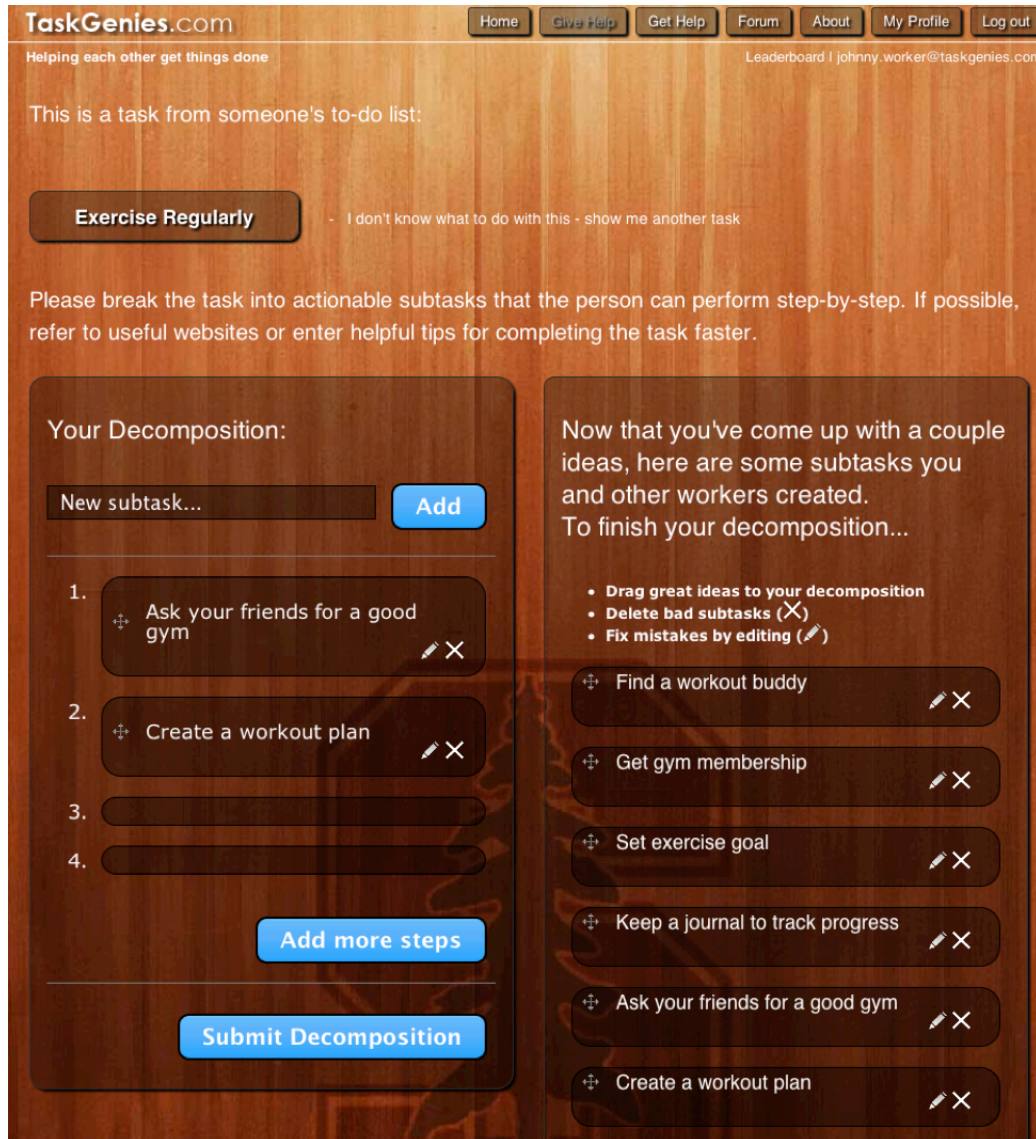 TaskGenies.com
Home Give Help Get Help Forum About My Profile Log out
Helping each other get things done
Leaderboard | johnny.worker@taskgenies.com
This is a task from someone's to-do list:
Exercise Regularly
- I don't know what to do with this - show me another task
Please break the task into actionable subtasks that the person can perform step-by-step. If possible,
refer to useful websites or enter helpful tips for completing the task faster.
Your Decomposition:
New subtask...
Add
1.
Ask your friends for a good
gym
2.
Create a workout plan
3.
4.
Add more steps
Submit Decomposition
Now that you've come up with a couple
ideas, here are some subtasks you
and other workers created.
To finish your decomposition...
• Drag great ideas to your decomposition
• Delete bad subtasks (X)
• Fix mistakes by editing ( )
Find a workout buddy
Get gym membership
Set exercise goal
Keep a journal to track progress
Ask your friends for a good gym
Create a workout plan